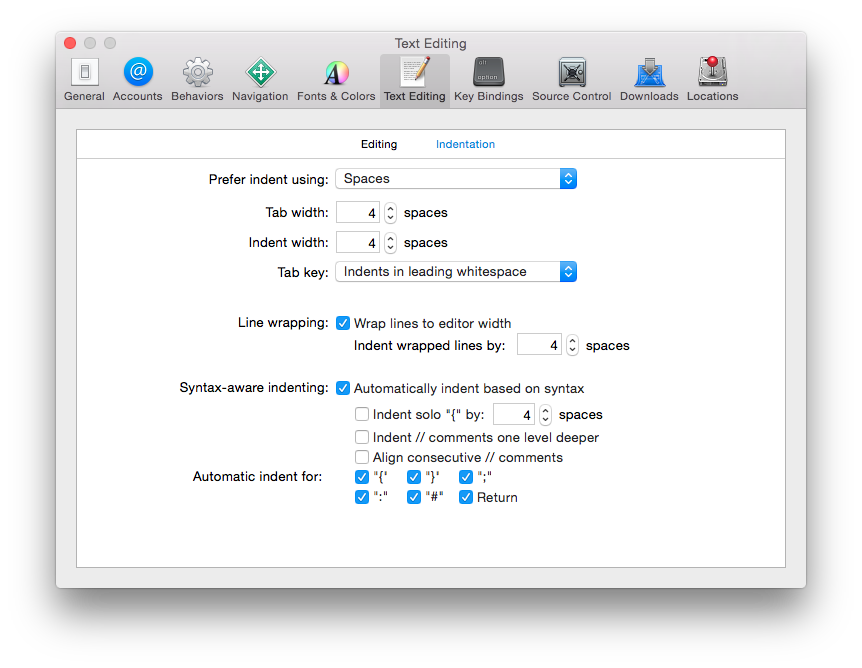 Text Editing
alt
option
General Accounts Behaviors Navigation Fonts & Colors Text Editing Key Bindings Source Control Downloads Locations
Editing Indentation
Prefer indent using: Spaces
Tab width: 4 spaces
Indent width: 4 spaces
Tab key: Indents in leading whitespace
Line wrapping: Wrap lines to editor width
Indent wrapped lines by: 4 spaces
Syntax-aware indenting: Automatically indent based on syntax
Indent solo "{" by: 4 spaces
Indent // comments one level deeper
Align consecutive // comments
Automatic indent for: "{" "}" ";"
":" "#" Return